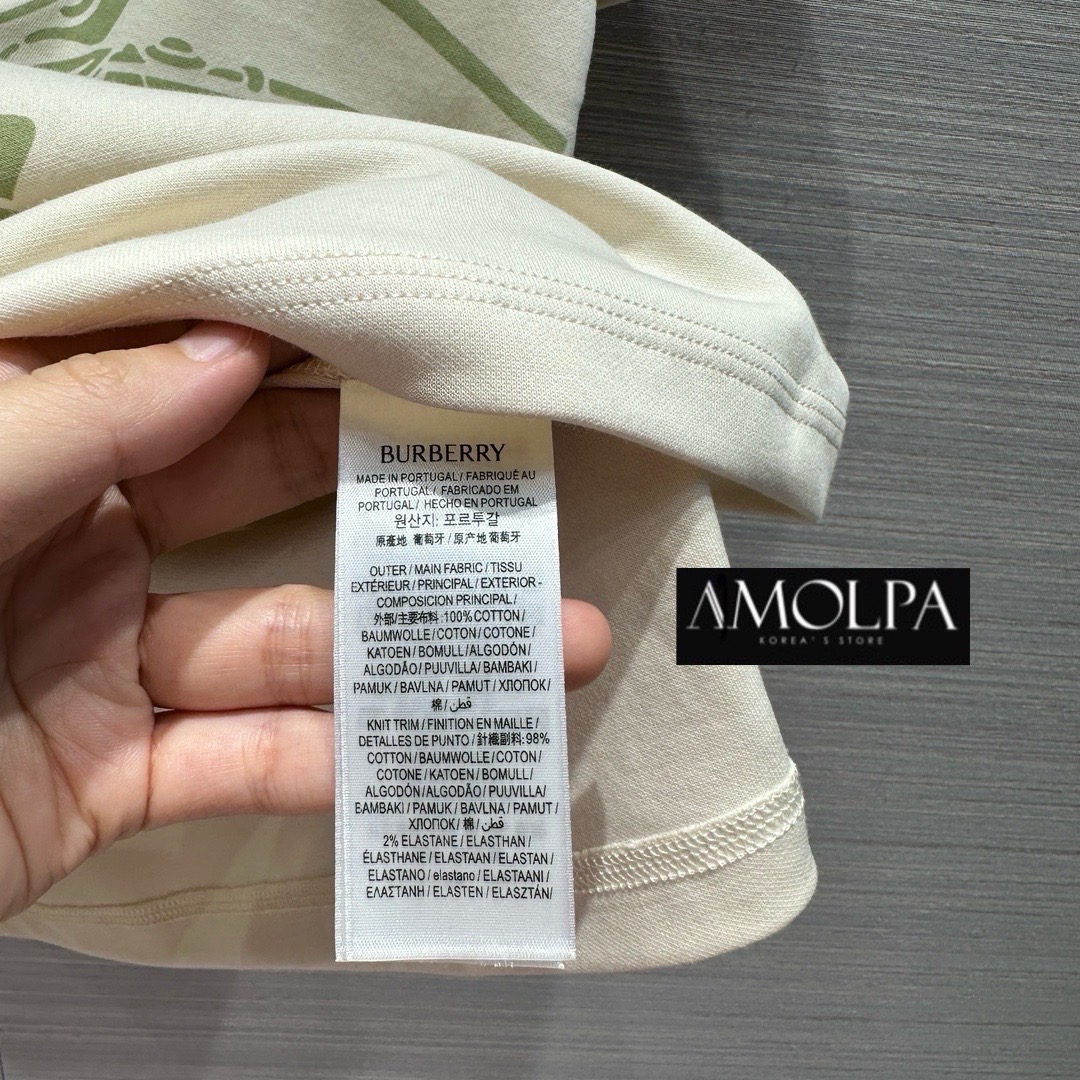 BURBERRY
MADE IN PORTUGAL / FABRIQUÉ AU
PORTUGAL / FABRICADO EM
PORTUGAL / HECHO EN PORTUGAL
원산지: 포르투갈
原產地 葡萄牙 / 原产地 葡萄牙
OUTER / MAIN FABRIC / TISSU
EXTÉRIEUR / PRINCIPAL / EXTERIOR -
COMPOSICION PRINCIPAL /
外部/主要布料: 100% COTTON /
BAUMWOLLE / COTON / COTONE /
KATOEN / BOMULL / ALGODÓN /
ALGODÃO / PUUVILLA / BAMBAKI /
PAMUK / BAVLNA / PAMUT / ХЛОПОК /
棉 / قطن
KNIT TRIM / FINITION EN MAILLE /
DETALLES DE PUNTO / 針織副料: 98%
COTTON / BAUMWOLLE / COTON /
COTONE / KATOEN / BOMULL /
ALGODÓN / ALGODÃO / PUUVILLA /
BAMBAKI / PAMUK / BAVLNA / PAMUT /
ХЛОПОК / 棉 / قطن
2% ELASTANE / ELASTHAN /
ÉLASTHANE / ELASTAAN / ELASTAN /
ELASTANO / elastano / ELASTAANI /
ΕΛΑΣΤΑΝΗ / ELASTEN / ELASZTÁN /
AMOLPA
KOREA'S STORE